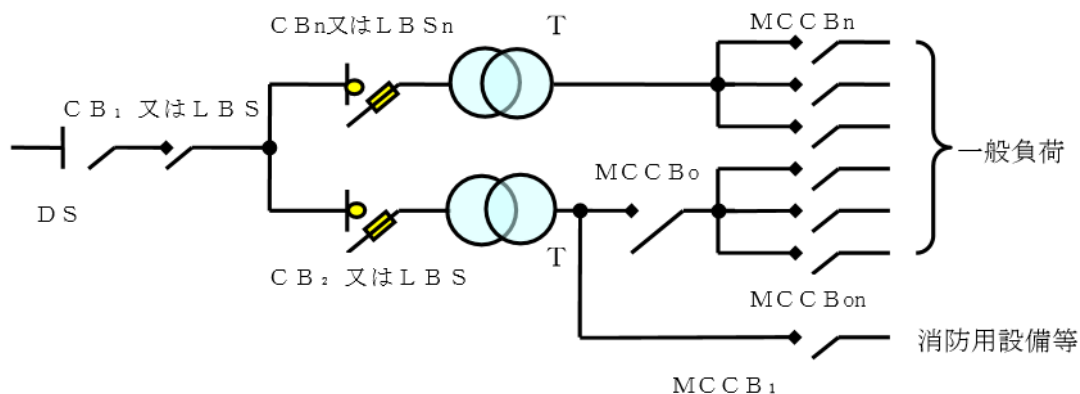 CBn又はLBSn
T
MCCBn
CB₁ 又はLBS
一般負荷
MCCBo
DS
T
CB₂ 又はLBS
MCCBon
消防用設備等
MCCB₁